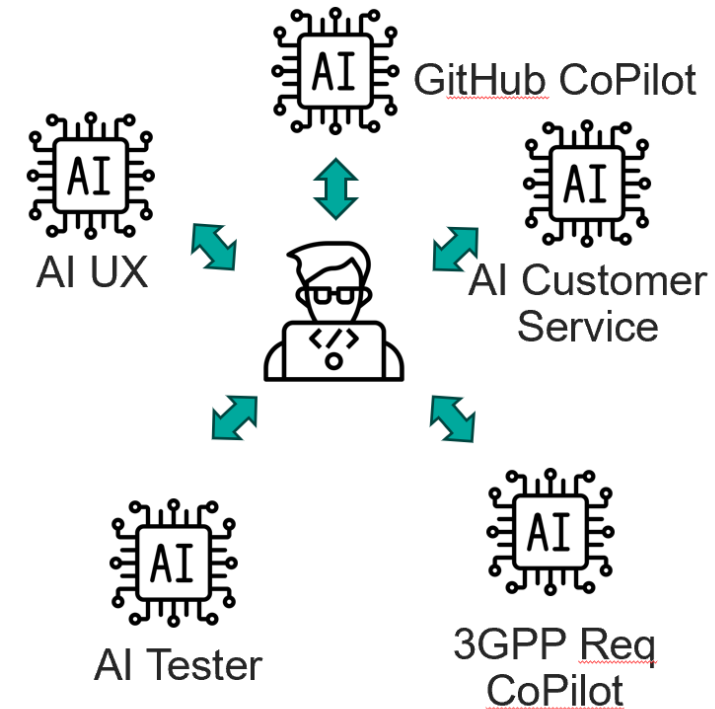 AI
GitHub CoPilot
AI
AI UX
AI
AI Customer
Service
</>
AI
AI Tester
AI
3GPP Req
CoPilot